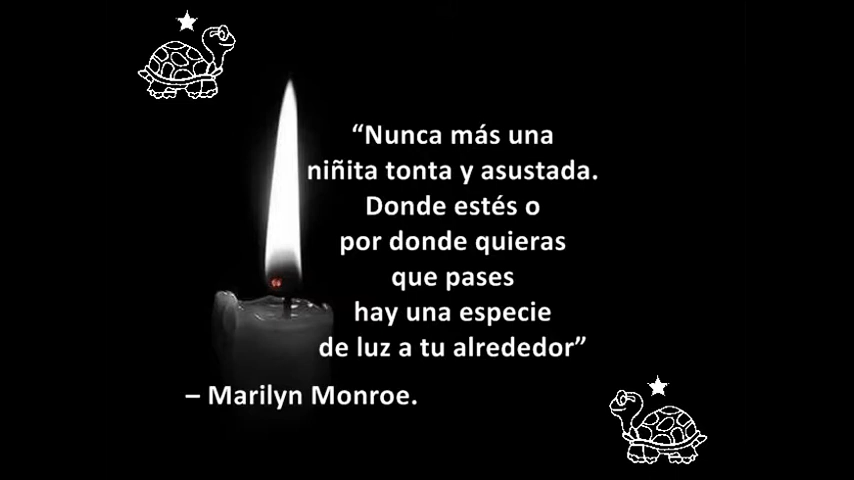 “Nunca más una
niñita tonta y asustada.
Donde estés o
por donde quieras
que pases
hay una especie
de luz a tu alrededor”
– Marilyn Monroe.